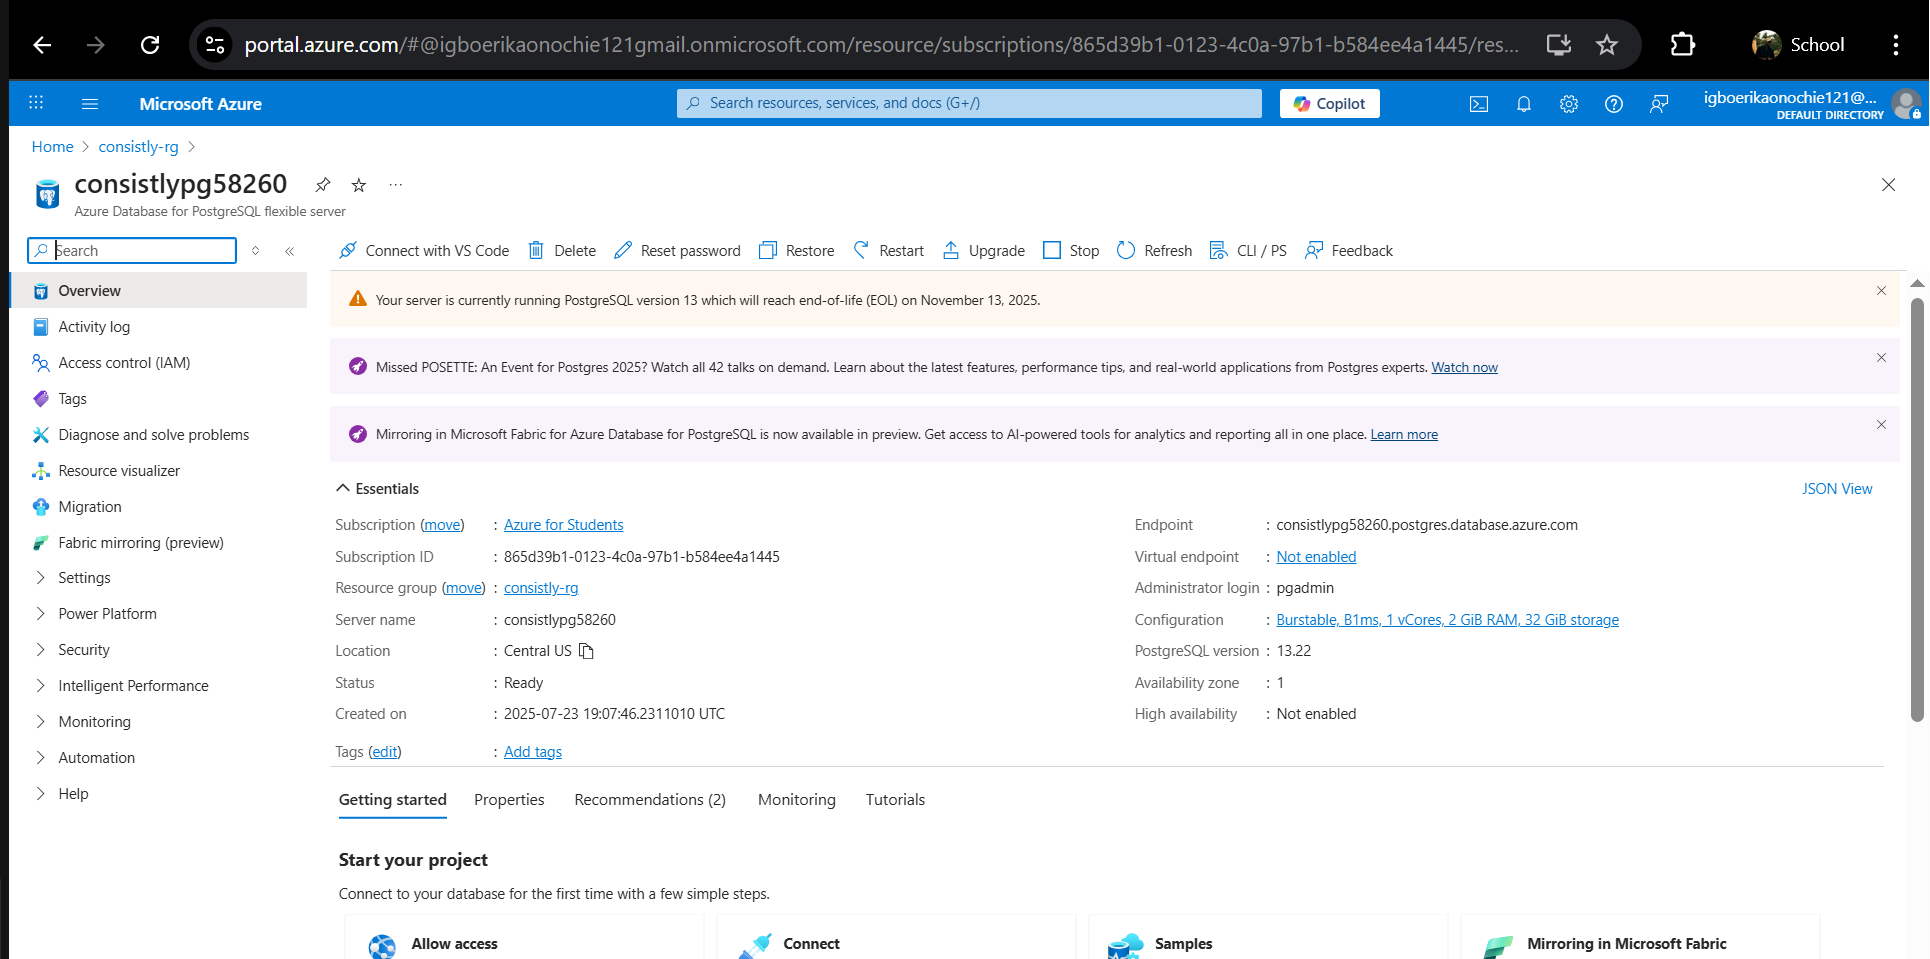 portal.azure.com/#@igboerikaonochie121gmail.onmicrosoft.com/resource/subscriptions/865d39b1-0123-4c0a-97b1-b584ee4a1445/res...
School
Microsoft Azure
Search resources, services, and docs (G+/)
Copilot
igboerikaonochie121@...
DEFAULT DIRECTORY
Home > consistly-rg >
consistlypg58260
Azure Database for PostgreSQL flexible server
Search
Connect with VS Code Delete Reset password Restore Restart Upgrade Stop Refresh CLI / PS Feedback
Overview
Activity log
Access control (IAM)
Tags
Diagnose and solve problems
Resource visualizer
Migration
Fabric mirroring (preview)
Settings
Power Platform
Security
Intelligent Performance
Monitoring
Automation
Help
Your server is currently running PostgreSQL version 13 which will reach end-of-life (EOL) on November 13, 2025.
Missed POSETTE: An Event for Postgres 2025? Watch all 42 talks on demand. Learn about the latest features, performance tips, and real-world applications from Postgres experts. Watch now
Mirroring in Microsoft Fabric for Azure Database for PostgreSQL is now available in preview. Get access to AI-powered tools for analytics and reporting all in one place. Learn more
Essentials
JSON View
Subscription (move) : Azure for Students
Subscription ID : 865d39b1-0123-4c0a-97b1-b584ee4a1445
Resource group (move) : consistly-rg
Server name : consistlypg58260
Location : Central US
Status : Ready
Created on : 2025-07-23 19:07:46.2311010 UTC
Tags (edit) : Add tags
Endpoint : consistlypg58260.postgres.database.azure.com
Virtual endpoint : Not enabled
Administrator login : pgadmin
Configuration : Burstable, B1ms, 1 vCores, 2 GiB RAM, 32 GiB storage
PostgreSQL version : 13.22
Availability zone : 1
High availability : Not enabled
Getting started Properties Recommendations (2) Monitoring Tutorials
Start your project
Connect to your database for the first time with a few simple steps.
Allow access
Connect
Samples
Mirroring in Microsoft Fabric